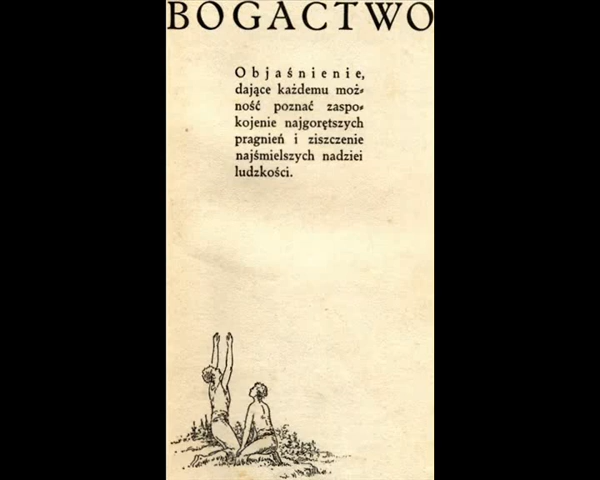 BOGACTWO
Objaśnienie,
dające każdemu moż-
ność poznać zaspo-
kojenie najgorętszych
pragnień i ziszczenie
najśmielszych nadziei
ludzkości.